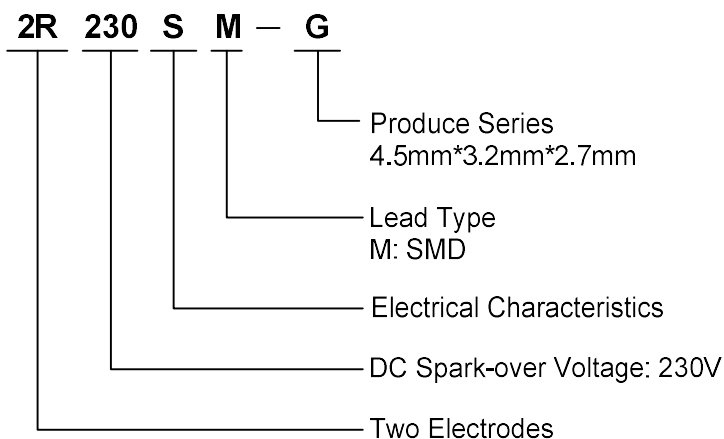 2R 230 S M — G
Produce Series
4.5mm*3.2mm*2.7mm
Lead Type
M: SMD
Electrical Characteristics
DC Spark-over Voltage: 230V
Two Electrodes